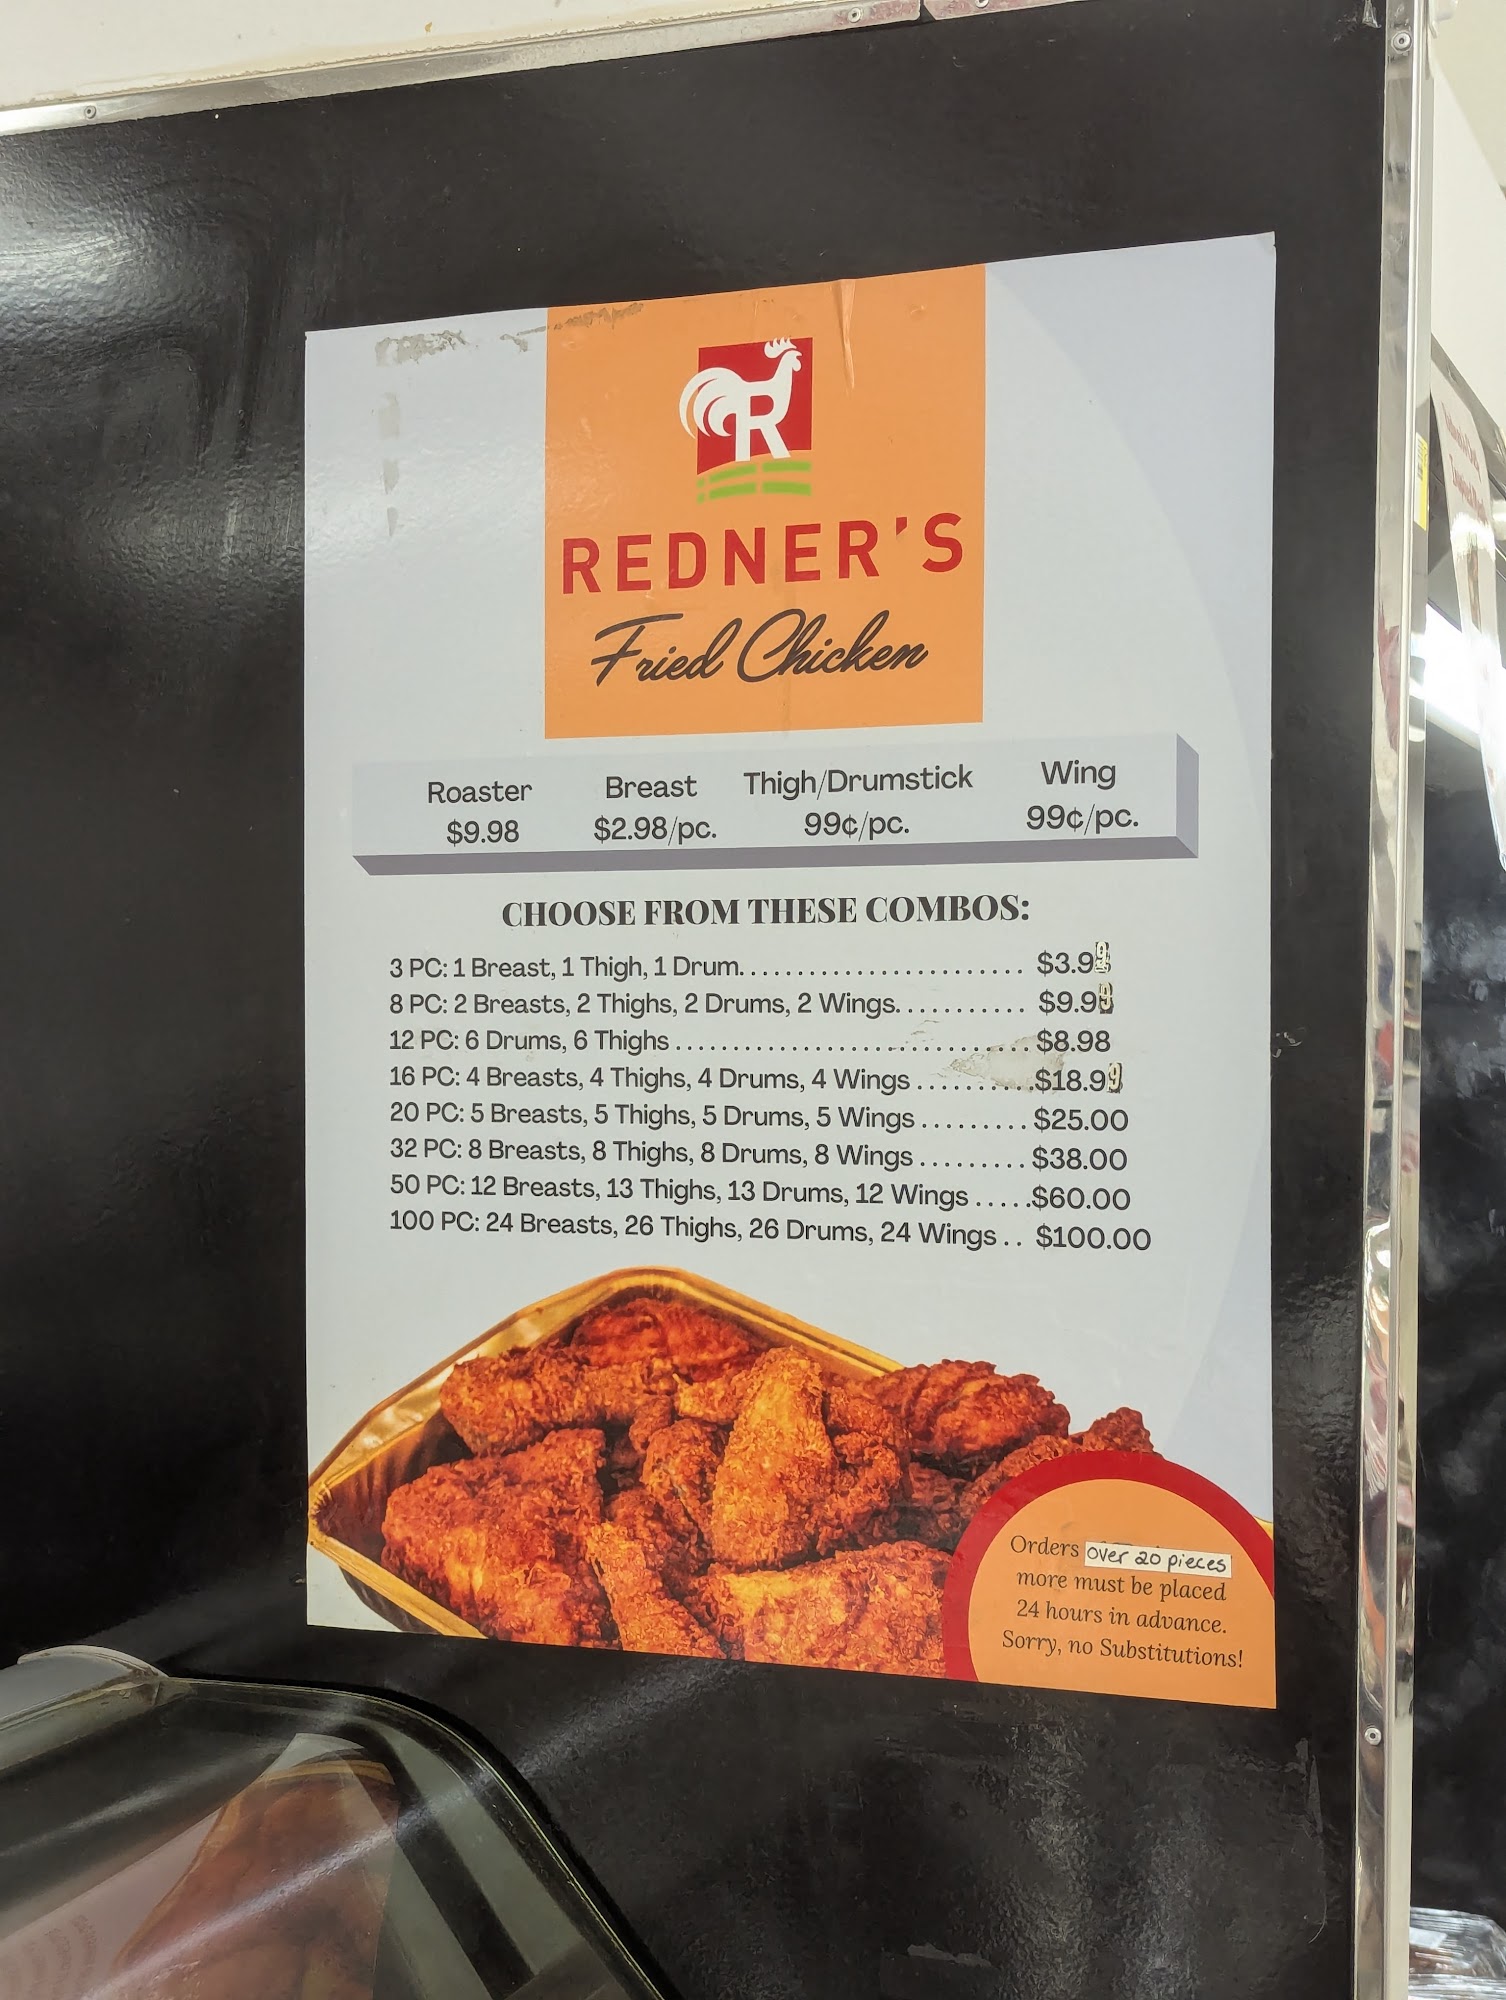 R
REDNER'S
Fried Chicken
Roaster Breast Thigh/Drumstick Wing
$9.98 $2.98/pc. 99¢/pc. 99¢/pc.
CHOOSE FROM THESE COMBOS:
3 PC: 1 Breast, 1 Thigh, 1 Drum........................ $3.99
8 PC: 2 Breasts, 2 Thighs, 2 Drums, 2 Wings........... $9.99
12 PC: 6 Drums, 6 Thighs .............................. $8.98
16 PC: 4 Breasts, 4 Thighs, 4 Drums, 4 Wings ..........$18.99
20 PC: 5 Breasts, 5 Thighs, 5 Drums, 5 Wings ......... $25.00
32 PC: 8 Breasts, 8 Thighs, 8 Drums, 8 Wings ......... $38.00
50 PC: 12 Breasts, 13 Thighs, 13 Drums, 12 Wings .....$60.00
100 PC: 24 Breasts, 26 Thighs, 26 Drums, 24 Wings .. $100.00
Orders over 20 pieces
more must be placed
24 hours in advance.
Sorry, no Substitutions!